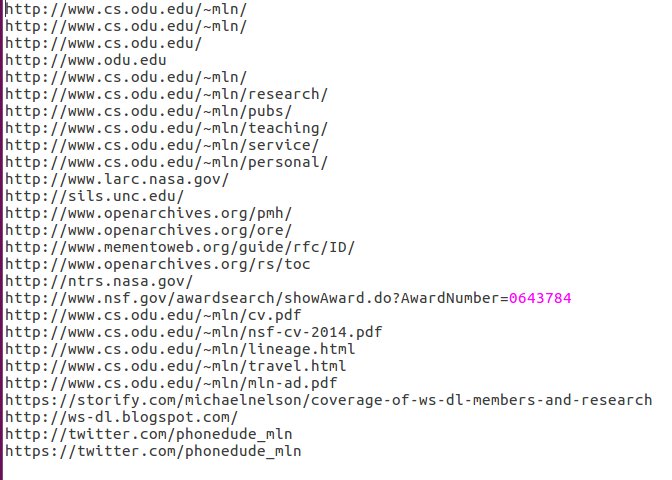 http://www.cs.odu.edu/~mln/
http://www.cs.odu.edu/~mln/
http://www.cs.odu.edu/
http://www.odu.edu
http://www.cs.odu.edu/~mln/
http://www.cs.odu.edu/~mln/research/
http://www.cs.odu.edu/~mln/pubs/
http://www.cs.odu.edu/~mln/teaching/
http://www.cs.odu.edu/~mln/service/
http://www.cs.odu.edu/~mln/personal/
http://www.larc.nasa.gov/
http://sils.unc.edu/
http://www.openarchives.org/pmh/
http://www.openarchives.org/ore/
http://www.mementoweb.org/guide/rfc/ID/
http://www.openarchives.org/rs/toc
http://ntrs.nasa.gov/
http://www.nsf.gov/awardsearch/showAward.do?AwardNumber=0643784
http://www.cs.odu.edu/~mln/cv.pdf
http://www.cs.odu.edu/~mln/nsf-cv-2014.pdf
http://www.cs.odu.edu/~mln/lineage.html
http://www.cs.odu.edu/~mln/travel.html
http://www.cs.odu.edu/~mln/mln-ad.pdf
https://storify.com/michaelnelson/coverage-of-ws-dl-members-and-research
http://ws-dl.blogspot.com/
http://twitter.com/phonedude_mln
https://twitter.com/phonedude_mln